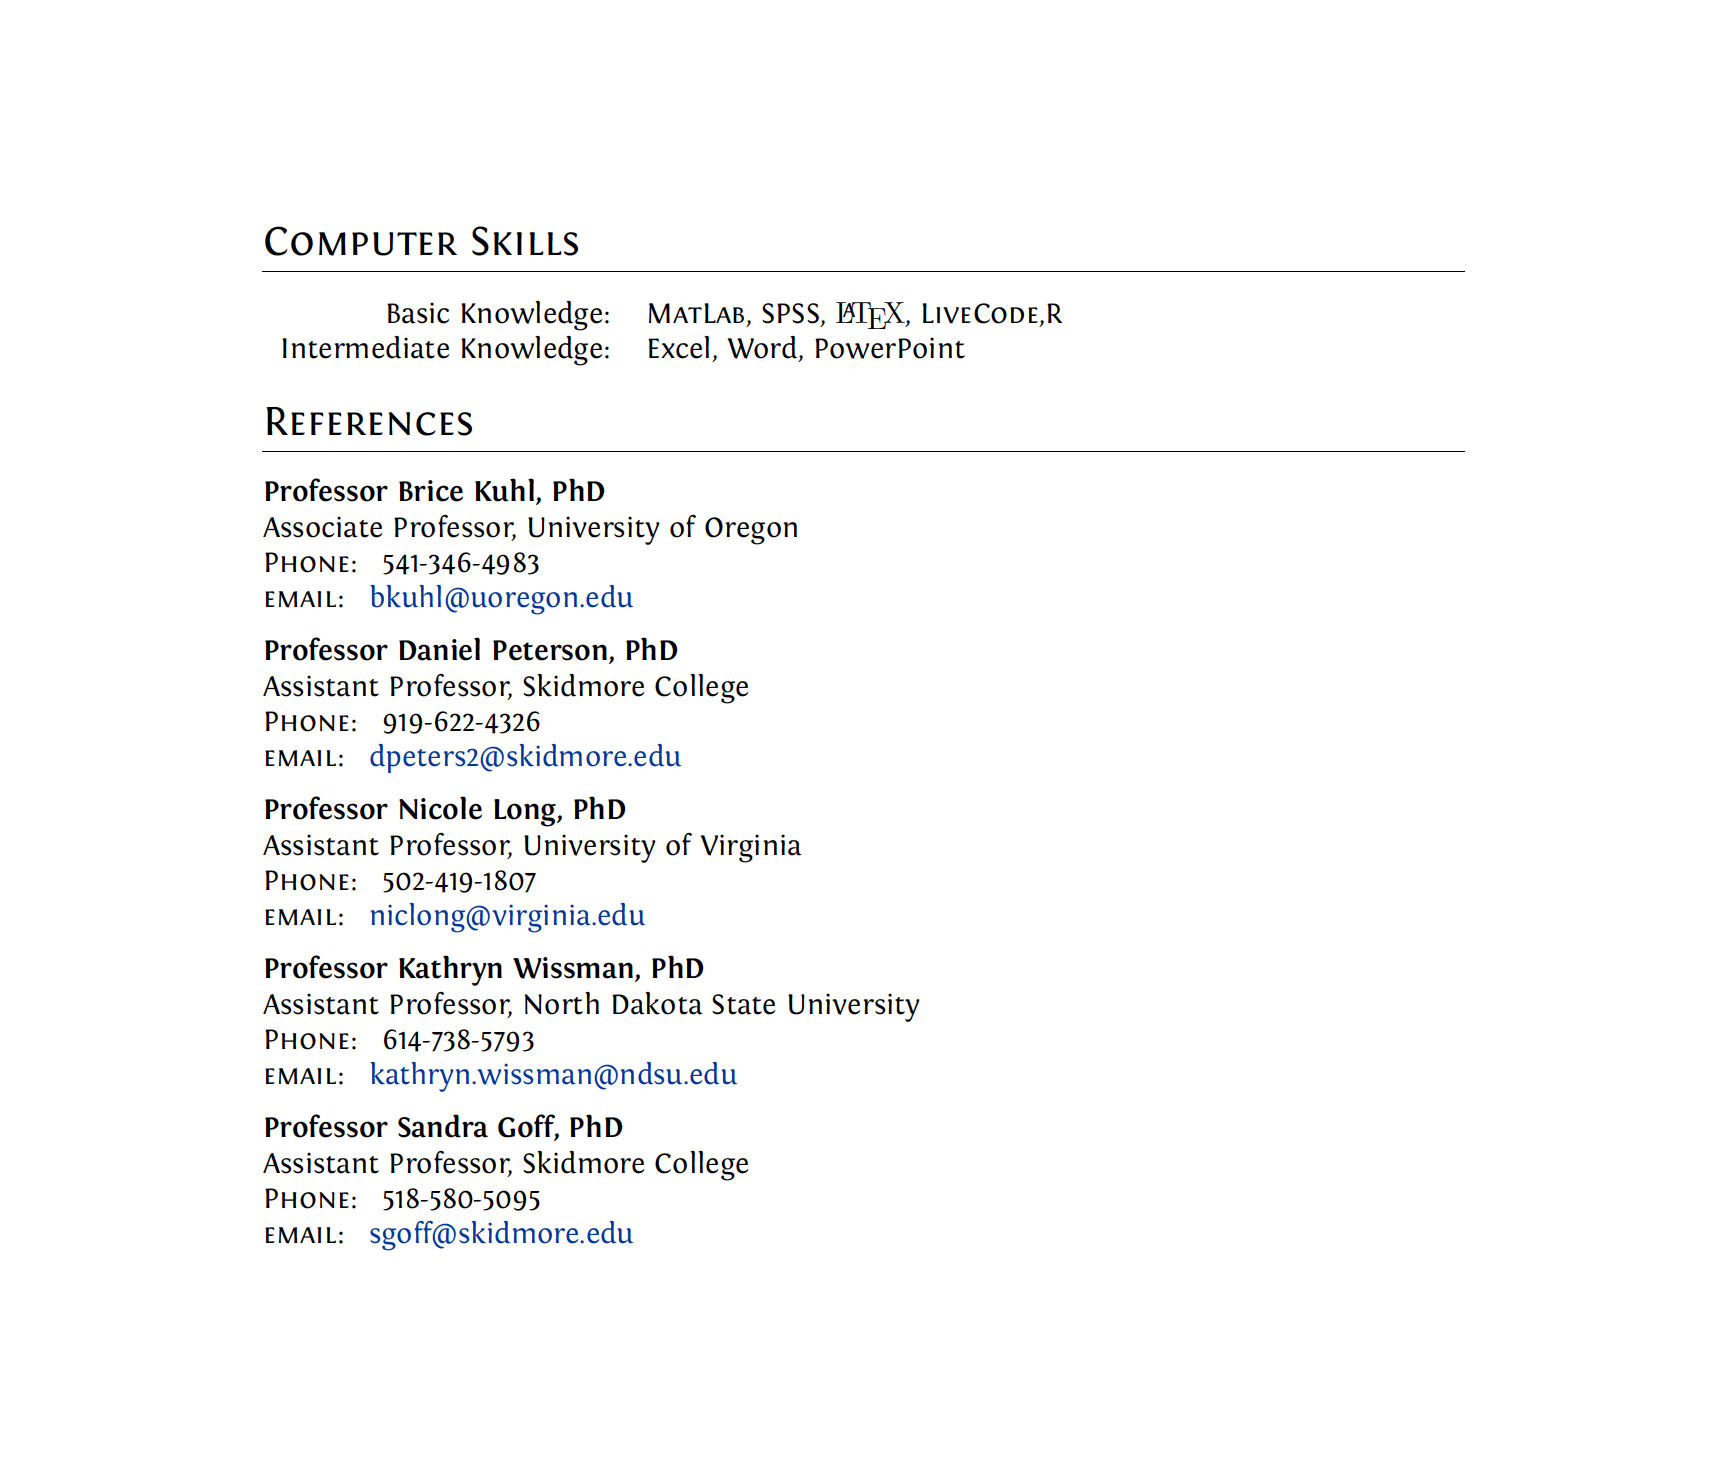 Computer Skills
Basic Knowledge: MatLab, SPSS, LaTeX, LiveCode,R
Intermediate Knowledge: Excel, Word, PowerPoint
References
Professor Brice Kuhl, PhD
Associate Professor, University of Oregon
Phone: 541-346-4983
email: bkuhl@uoregon.edu
Professor Daniel Peterson, PhD
Assistant Professor, Skidmore College
Phone: 919-622-4326
email: dpeters2@skidmore.edu
Professor Nicole Long, PhD
Assistant Professor, University of Virginia
Phone: 502-419-1807
email: niclong@virginia.edu
Professor Kathryn Wissman, PhD
Assistant Professor, North Dakota State University
Phone: 614-738-5793
email: kathryn.wissman@ndsu.edu
Professor Sandra Goff, PhD
Assistant Professor, Skidmore College
Phone: 518-580-5095
email: sgoff@skidmore.edu